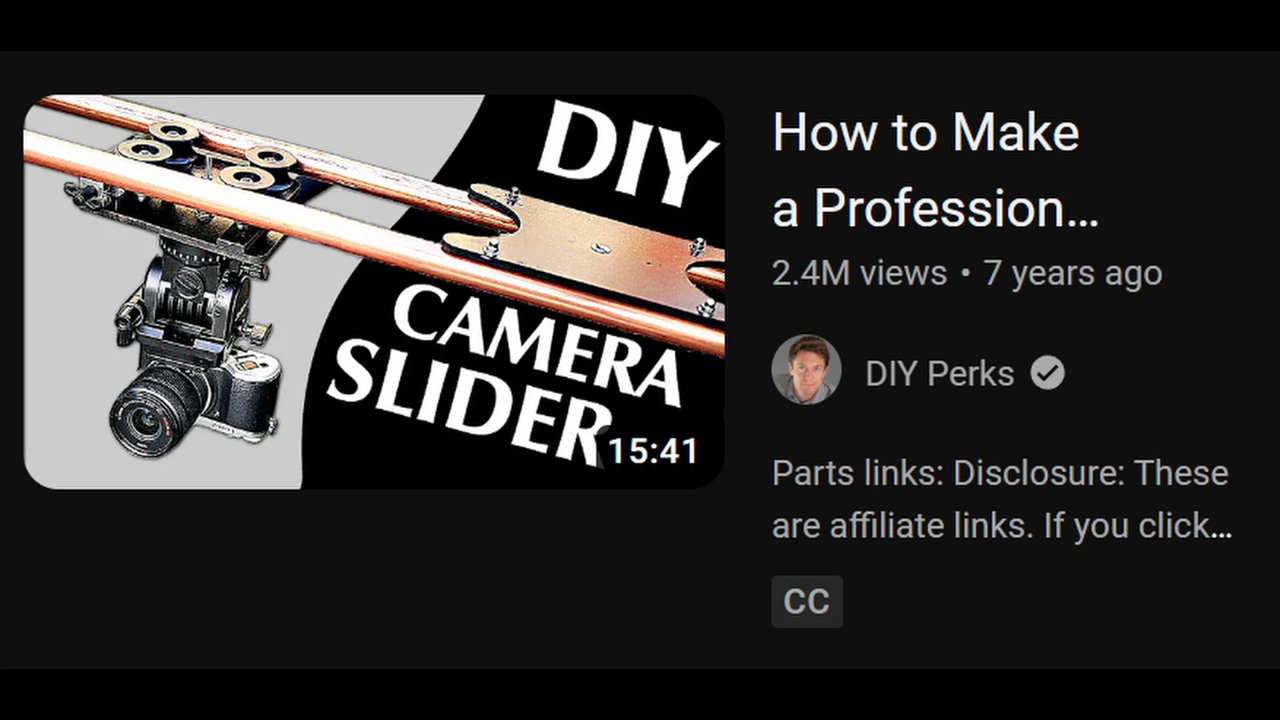 DIY
CAMERA
SLIDER
15:41
How to Make
a Profession…
2.4M views • 7 years ago
DIY Perks
Parts links: Disclosure: These
are affiliate links. If you click…
CC